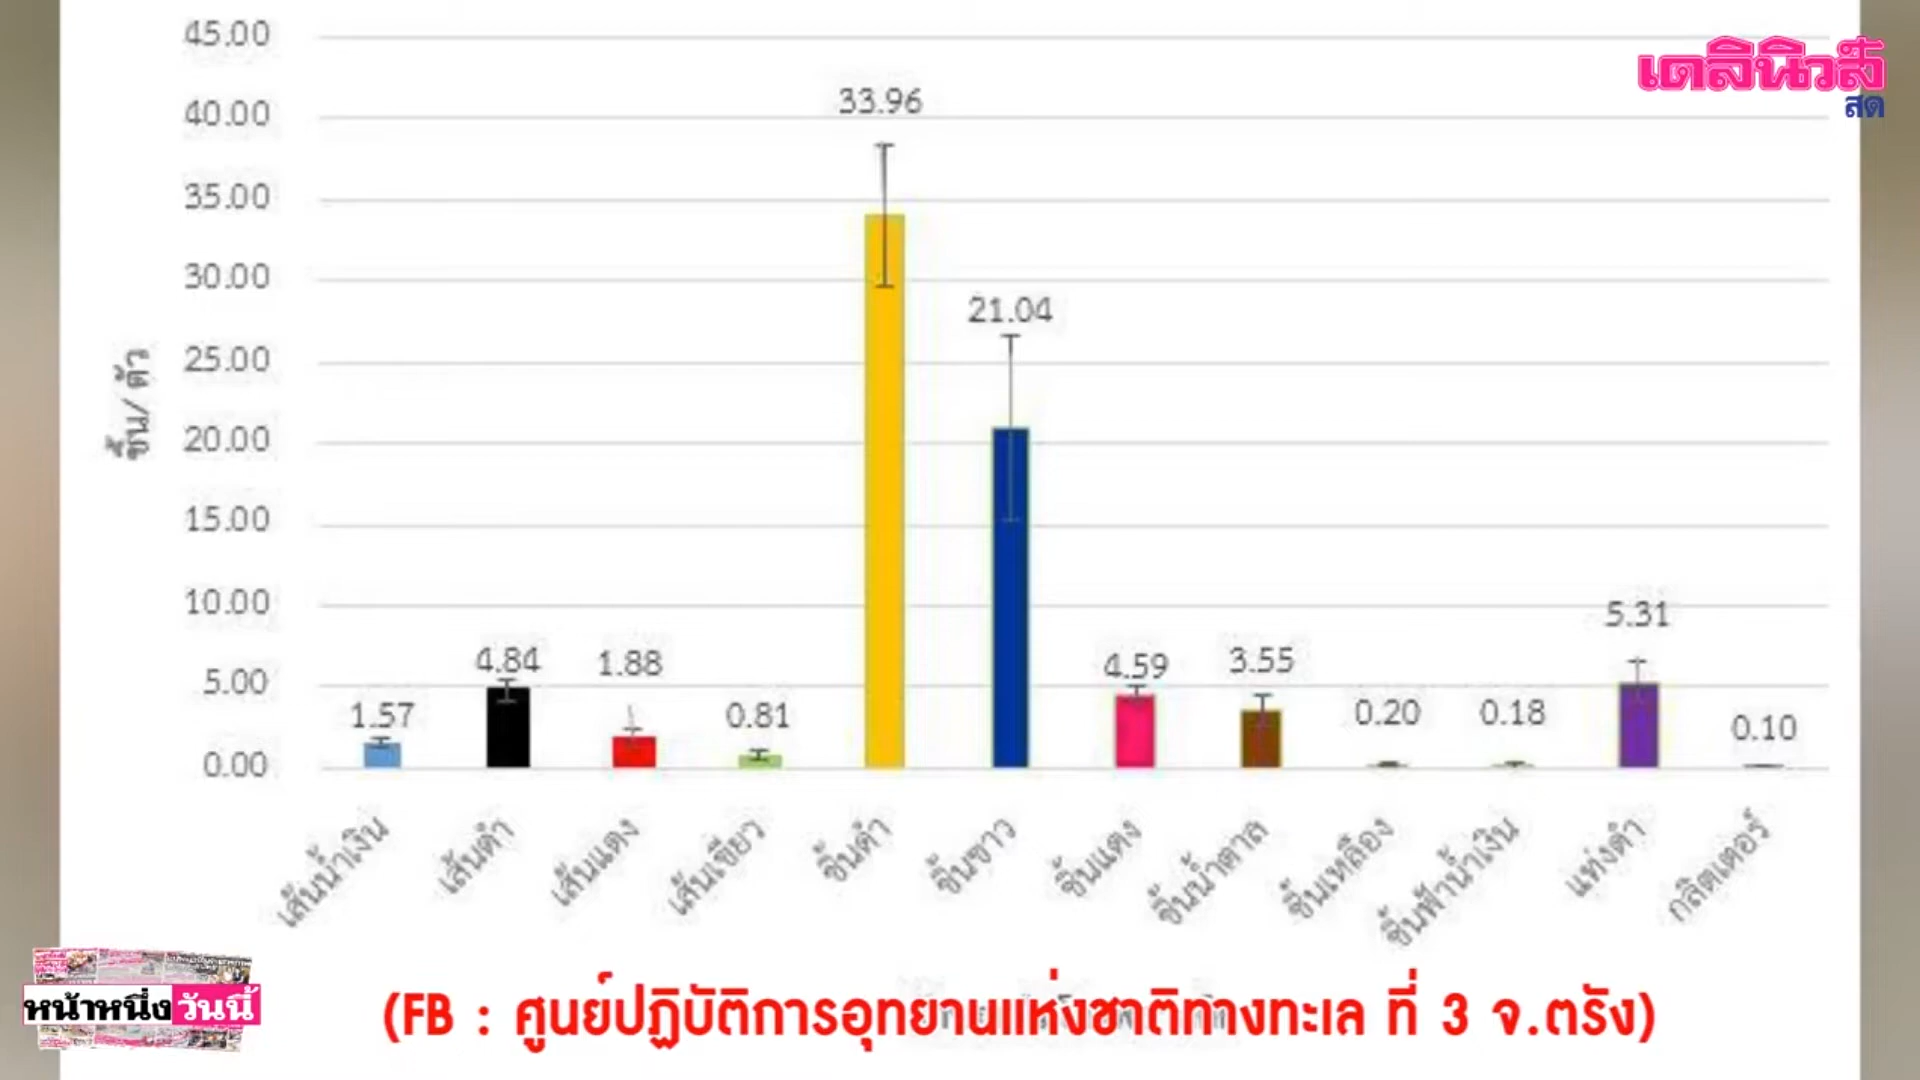 45.00
40.00
35.00
30.00
25.00
20.00
15.00
10.00
5.00
0.00
ชิ้น/ ตัว
1.57
4.84
1.88
0.81
33.96
21.04
4.59
3.55
0.20
0.18
5.31
0.10
เส้นน้ำเงิน
เส้นดำ
เส้นแดง
เส้นเขียว
ชิ้นดำ
ชิ้นขาว
ชิ้นแดง
ชิ้นน้ำตาล
ชิ้นเหลือง
ชิ้นฟ้าน้ำเงิน
แท่งดำ
กลิตเตอร์
เดลินิวส์
สด
หน้าหนึ่งวันนี้
(FB : ศูนย์ปฏิบัติการอุทยานแห่งชาติทางทะเล ที่ 3 จ.ตรัง)